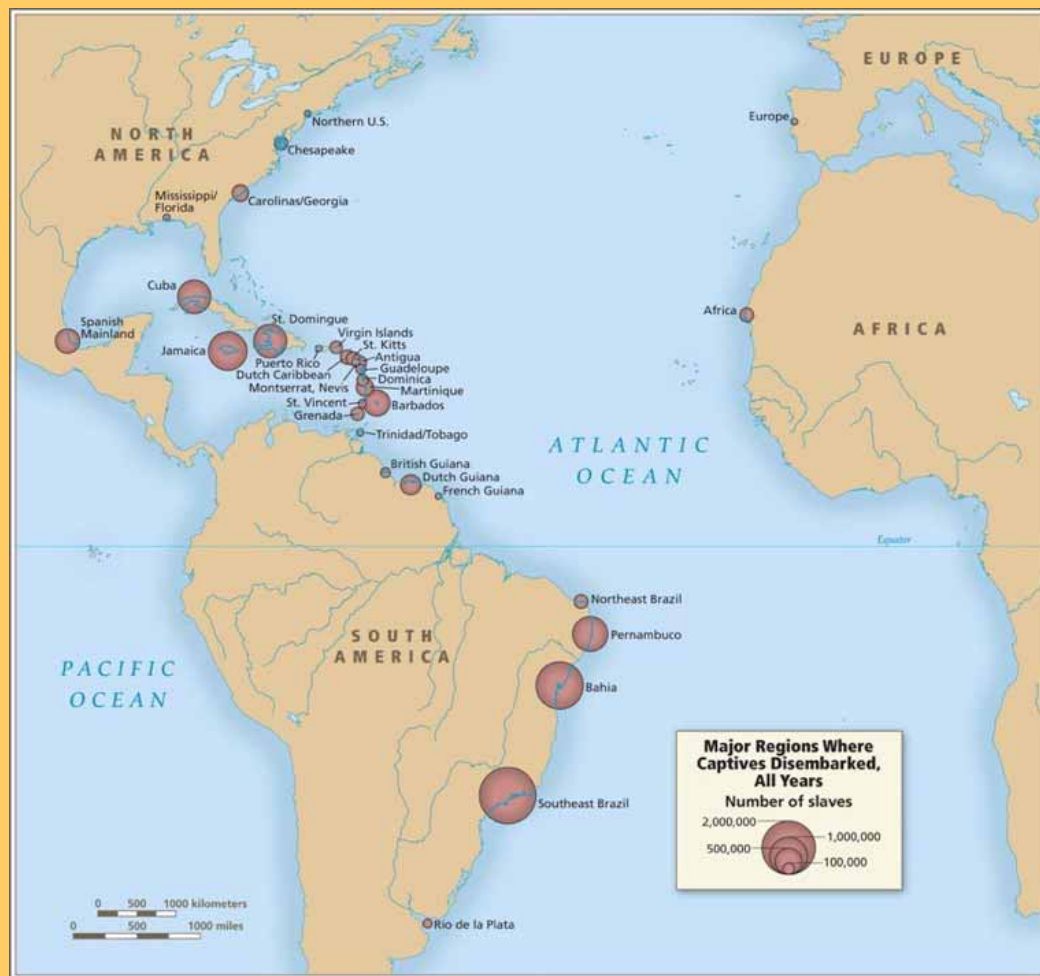 EUROPE
NORTH
AMERICA
Northern U.S.
Europe
Chesapeake
Mississippi/
Florida
Carolinas/Georgia
Cuba
St. Domingue
Africa
AFRICA
Spanish
Mainland
Virgin Islands
St. Kitts
Jamaica
Antigua
Puerto Rico
Guadeloupe
Dutch Caribbean
Dominica
Montserrat, Nevis
Martinique
St. Vincent
Barbados
Grenada
Trinidad/Tobago
ATLANTIC
OCEAN
British Guiana
Dutch Guiana
French Guiana
Equator
Northeast Brazil
SOUTH
AMERICA
Pernambuco
PACIFIC
OCEAN
Bahia
Southeast Brazil
Major Regions Where
Captives Disembarked,
All Years
Number of slaves
2,000,000
1,000,000
500,000
100,000
0 500 1000 kilometers
0 500 1000 miles
Rio de la Plata